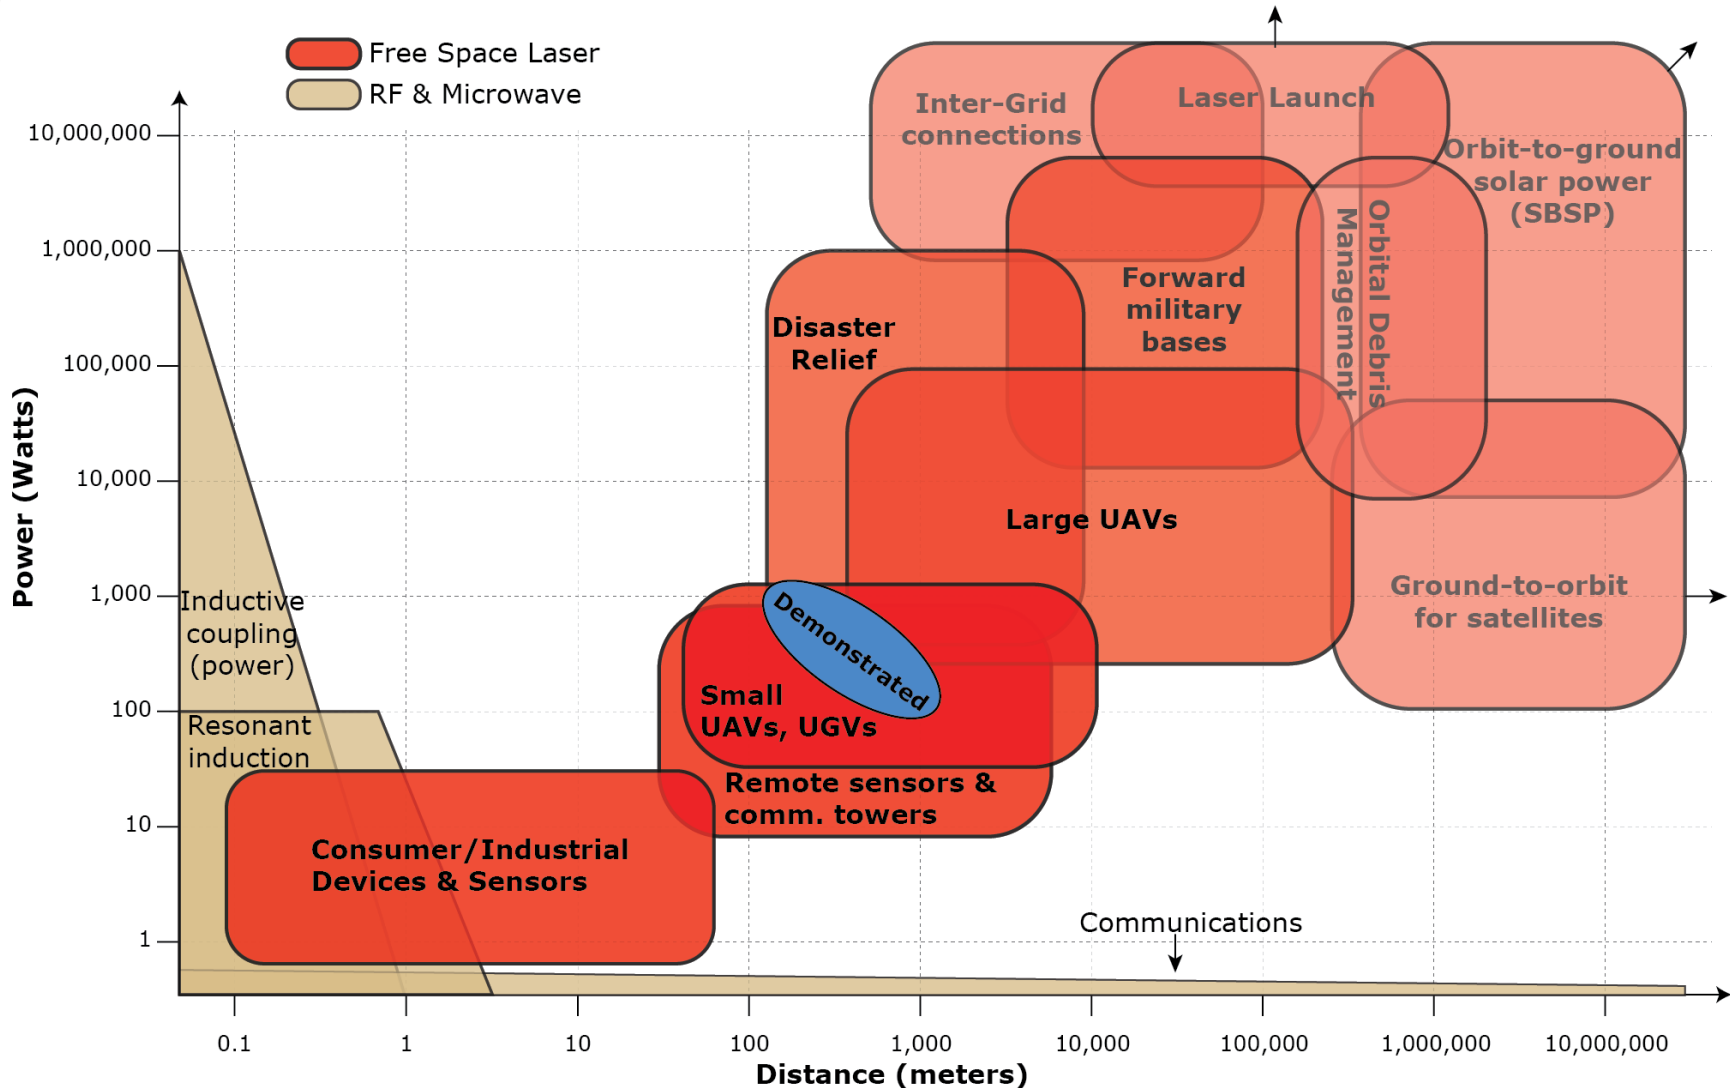 Free Space Laser
RF & Microwave
Inter-Grid
connections
Laser Launch
Orbit-to-ground
solar power
(SBSP)
Orbital Debris
Management
Forward
military
bases
Disaster
Relief
Large UAVs
Ground-to-orbit
for satellites
Demonstrated
Small
UAVs, UGVs
Remote sensors &
comm. towers
Inductive
coupling
(power)
Resonant
induction
Consumer/Industrial
Devices & Sensors
Communications
Power (Watts)
10,000,000
1,000,000
100,000
10,000
1,000
100
10
1
0.1
1
10
100
1,000
10,000
100,000
1,000,000
10,000,000
Distance (meters)